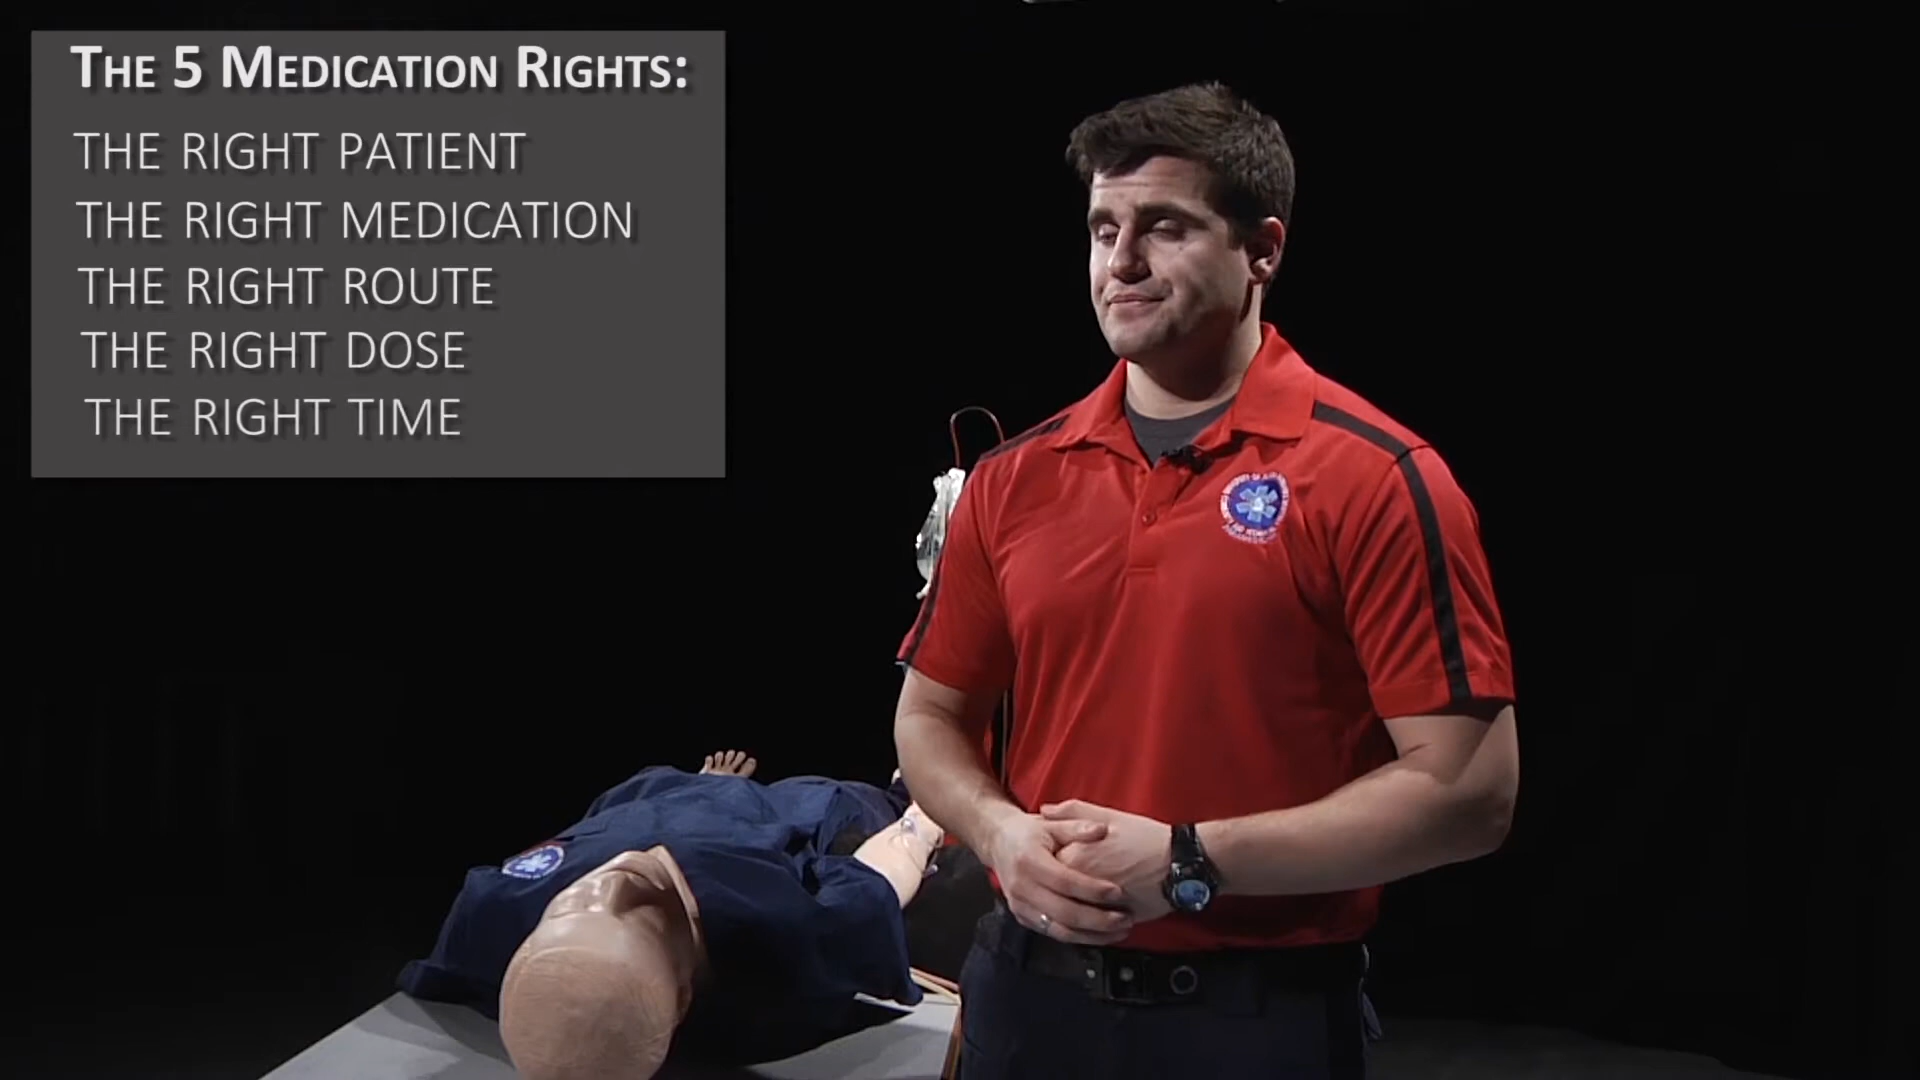 THE 5 MEDICATION RIGHTS:
THE RIGHT PATIENT
THE RIGHT MEDICATION
THE RIGHT ROUTE
THE RIGHT DOSE
THE RIGHT TIME